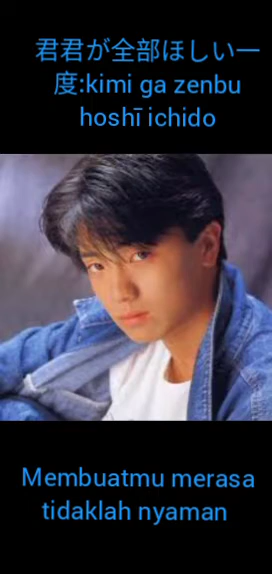 君君が全部ほしい一
度:kimi ga zenbu
hoshī ichido
Membuatmu merasa
tidaklah nyaman